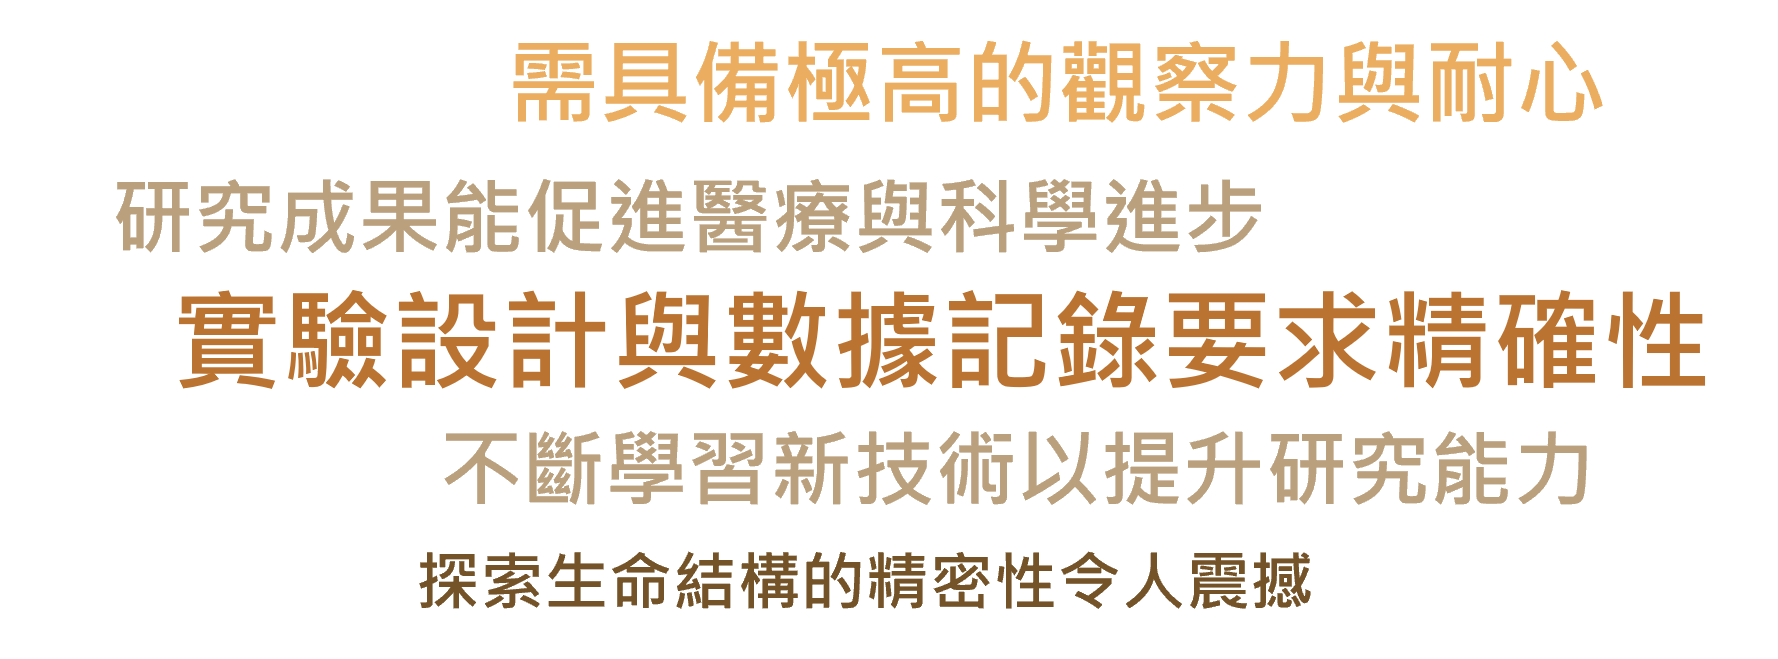 需具備極高的觀察力與耐心
研究成果能促進醫療與科學進步
實驗設計與數據記錄要求精確性
不斷學習新技術以提升研究能力
探索生命結構的精密性令人震撼